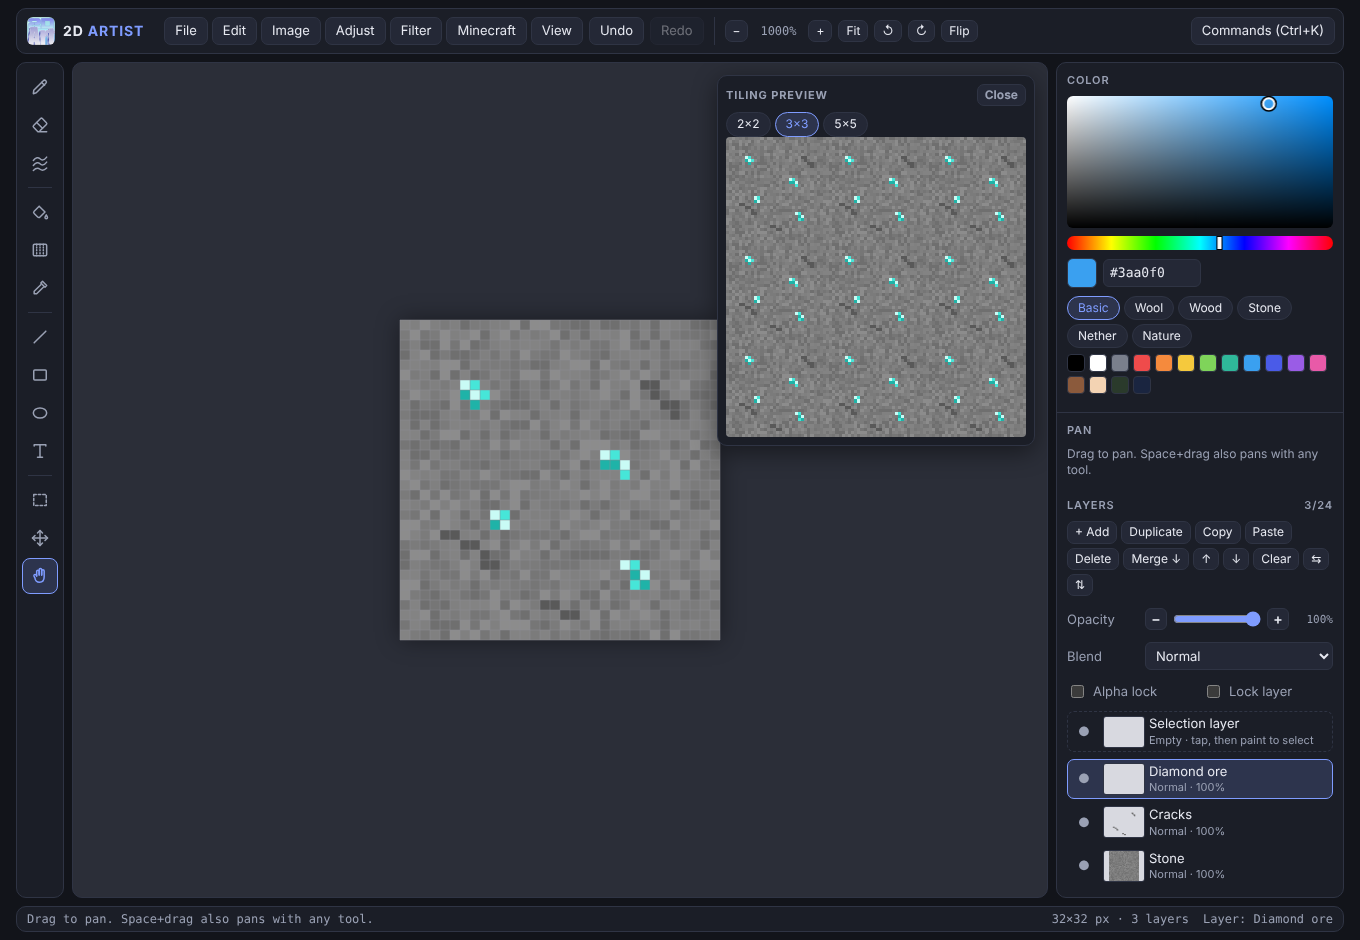 2D ARTIST File Edit Image Adjust Filter Minecraft View Undo Redo − 1000% + Fit ↺ ↻ Flip Commands (Ctrl+K)
TILING PREVIEW Close
2×2 3×3 5×5
COLOR
#3aa0f0
Basic Wool Wood Stone
Nether Nature
PAN
Drag to pan. Space+drag also pans with any
tool.
LAYERS 3/24
+ Add Duplicate Copy Paste
Delete Merge ↓ ↑ ↓ Clear ⇆
⇅
Opacity − + 100%
Blend Normal
Alpha lock Lock layer
Selection layer
Empty · tap, then paint to select
Diamond ore
Normal · 100%
Cracks
Normal · 100%
Stone
Normal · 100%
Drag to pan. Space+drag also pans with any tool. 32×32 px · 3 layers Layer: Diamond ore